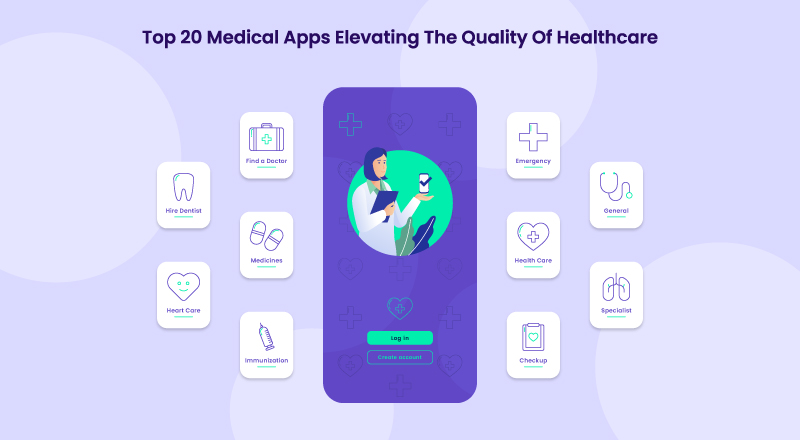 Top 20 Medical Apps Elevating The Quality Of Healthcare
Find a Doctor
Emergency
Hire Dentist
General
Medicines
Health Care
Heart Care
Specialist
Immunization
Checkup
Log in
Create account